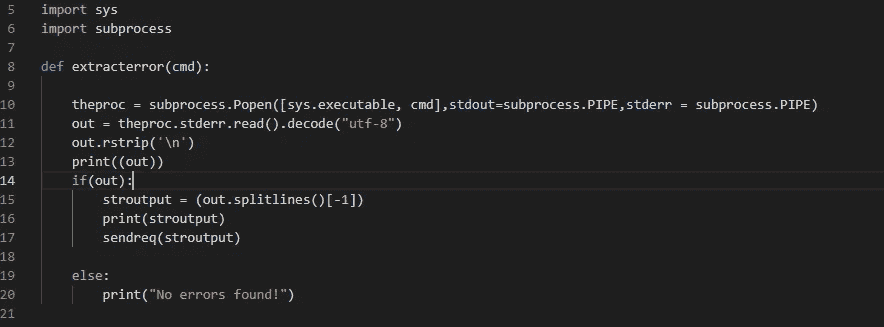 5 import sys
6 import subprocess
7
8 def extracterror(cmd):
9
10     theproc = subprocess.Popen([sys.executable, cmd],stdout=subprocess.PIPE,stderr = subprocess.PIPE)
11     out = theproc.stderr.read().decode("utf-8")
12     out.rstrip('\n')
13     print((out))
14     if(out):
15         stroutput = (out.splitlines()[-1])
16         print(stroutput)
17         sendreq(stroutput)
18
19     else:
20         print("No errors found!")
21